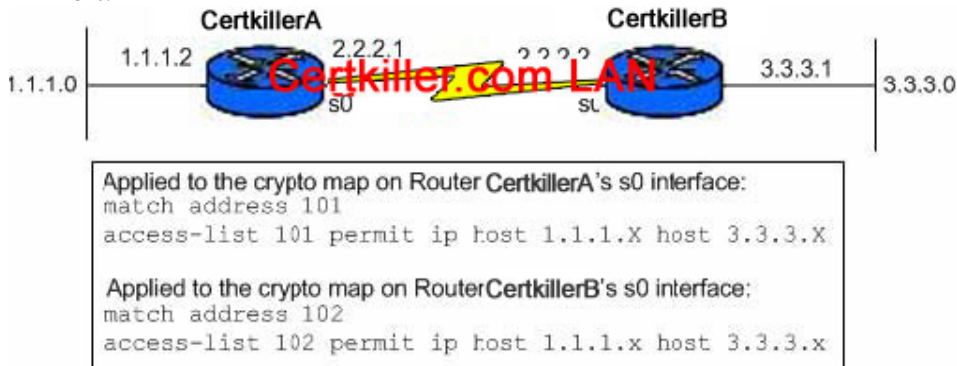 CertkillerA
CertkillerB
1.1.1.2
2.2.2.1
2.2.2.2
3.3.3.1
1.1.1.0
Certkiller.com LAN
3.3.3.0
s0
Applied to the crypto map on Router CertkillerA's s0 interface:
match address 101
access-list 101 permit ip host 1.1.1.X host 3.3.3.X
Applied to the crypto map on RouterCertkillerB's s0 interface:
match address 102
access-list 102 permit ip host 1.1.1.x host 3.3.3.x